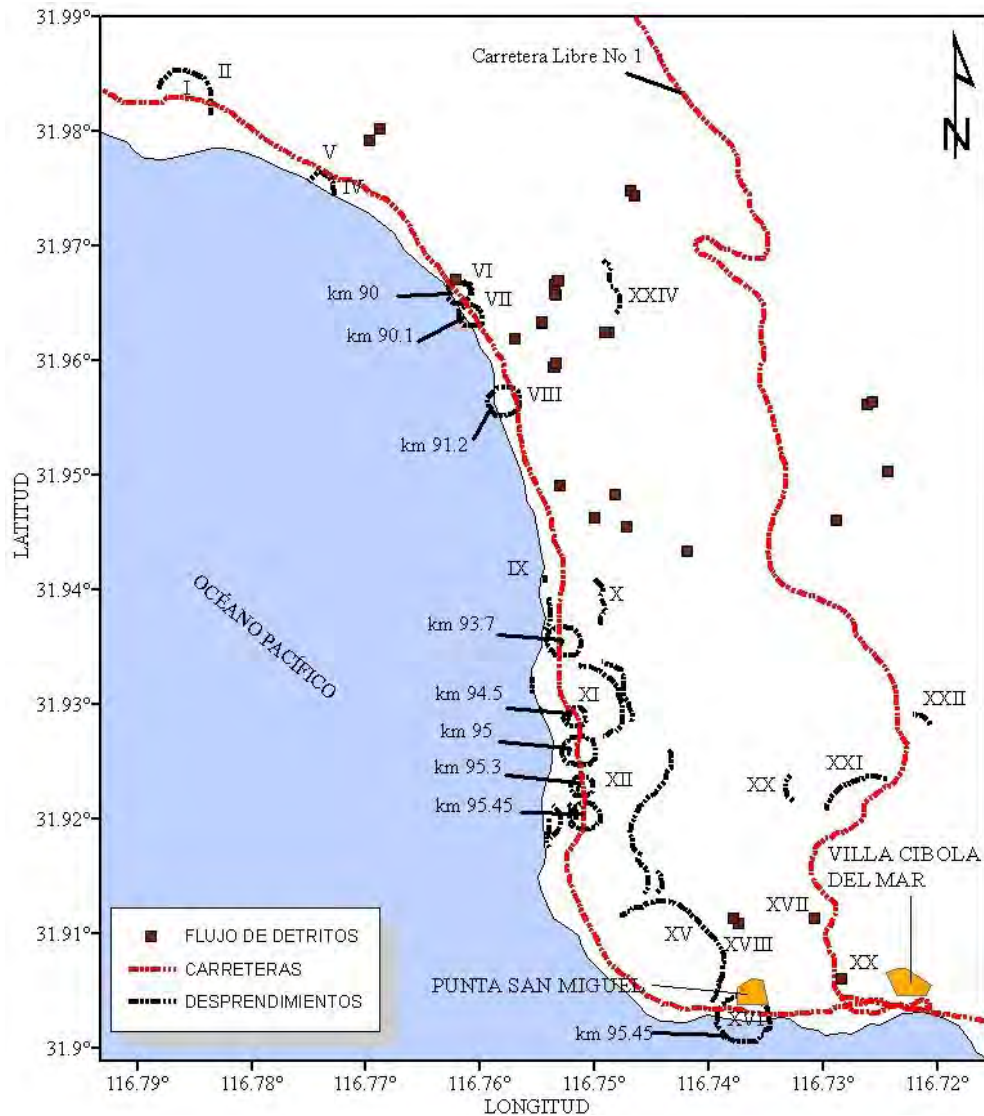 31.99°
II
Carretera Libre No 1
I
N
31.98°
V
IV
31.97°
VI
km 90
VII
XXIV
km 90.1
31.96°
VIII
km 91.2
31.95°
LATITUD
IX
X
31.94°
OCÉANO PACÍFICO
km 93.7
km 94.5
XI
31.93°
XXII
km 95
km 95.3
XII
XX
XXI
km 95.45
31.92°
VILLA CIBOLA
DEL MAR
XVII
FLUJO DE DETRITOS
31.91°
XV
XVIII
CARRETERAS
XX
PUNTA SAN MIGUEL
DESPRENDIMIENTOS
XVI
km 95.45
31.9°
116.79° 116.78° 116.77° 116.76° 116.75° 116.74° 116.73° 116.72°
LONGITUD